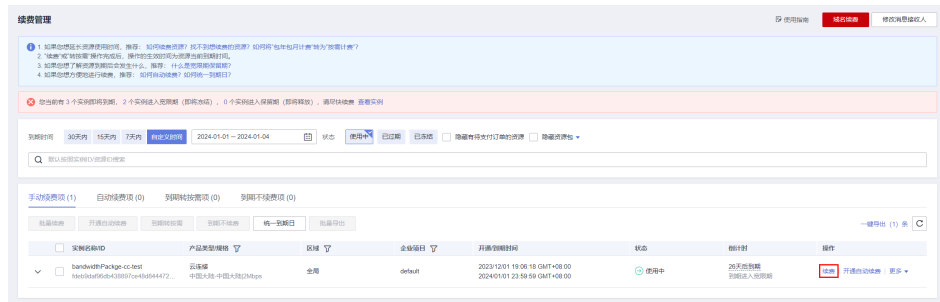 续费管理
使用指南
域名续费
修改消息接收人
1. 如果您想延长资源使用时间，推荐： 如何续费资源？ 找不到想续费的资源？ 如何将“包年包月计费”转为“按需计费”？
2. “续费”或“转按需”操作完成后，操作的生效时间为资源当前到期时间。
3. 如果您想了解资源到期后会发生什么，推荐： 什么是宽限期保留期？
4. 如果您想方便地进行续费，推荐： 如何自动续费？ 如何统一到期日？
您当前有 3 个实例即将到期， 2 个实例进入宽限期（即将冻结）， 0 个实例进入保留期（即将释放），请尽快续费 查看实例
到期时间 30天内 15天内 7天内 自定义时间 2024-01-01 – 2024-01-04 状态 使用中 已过期 已冻结 隐藏有待支付订单的资源 隐藏资源包
默认按照实例ID/资源ID搜索
手动续费项 (1) 自动续费项 (0) 到期转按需项 (0) 到期不续费项 (0)
批量续费 开通自动续费 到期转按需 到期不续费 统一到期日 批量导出 一键导出 (1) 条
实例名称/ID 产品类型/规格 区域 企业项目 开通/到期时间 状态 倒计时 操作
bandwidthPackge-cc-test 云连接 全局 default 2023/12/01 19:06:18 GMT+08:00 使用中 26天后到期 续费 开通自动续费 更多
中国大陆-中国大陆|2Mbps 2024/01/01 23:59:59 GMT+08:00 到期进入宽限期